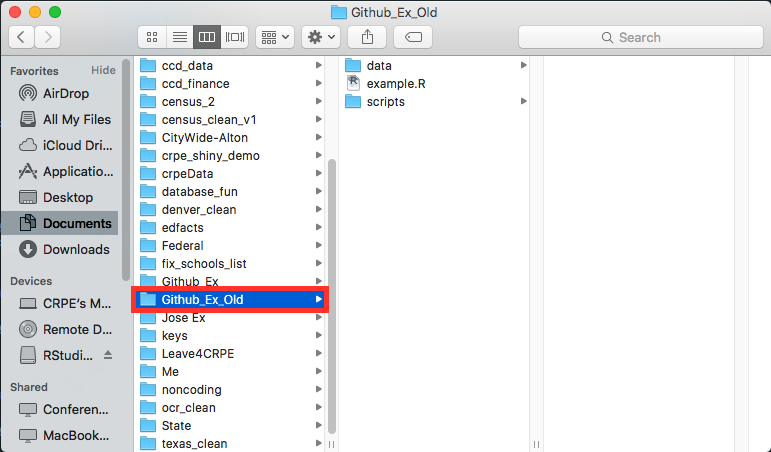 Github_Ex_Old
Search
Favorites
Hide
AirDrop
All My Files
iCloud Dri...
Applicatio...
Desktop
Documents
Downloads
Devices
CRPE's M...
Remote D...
RStudi...
Shared
Conferen...
MacBook...
ccd_data
ccd_finance
census_2
census_clean_v1
CityWide-Alton
crpe_shiny_demo
crpeData
database_fun
denver_clean
edfacts
Federal
fix_schools_list
Github_Ex
Github_Ex_Old
Jose Ex
keys
Leave4CRPE
Me
noncoding
ocr_clean
State
texas_clean
data
example.R
scripts